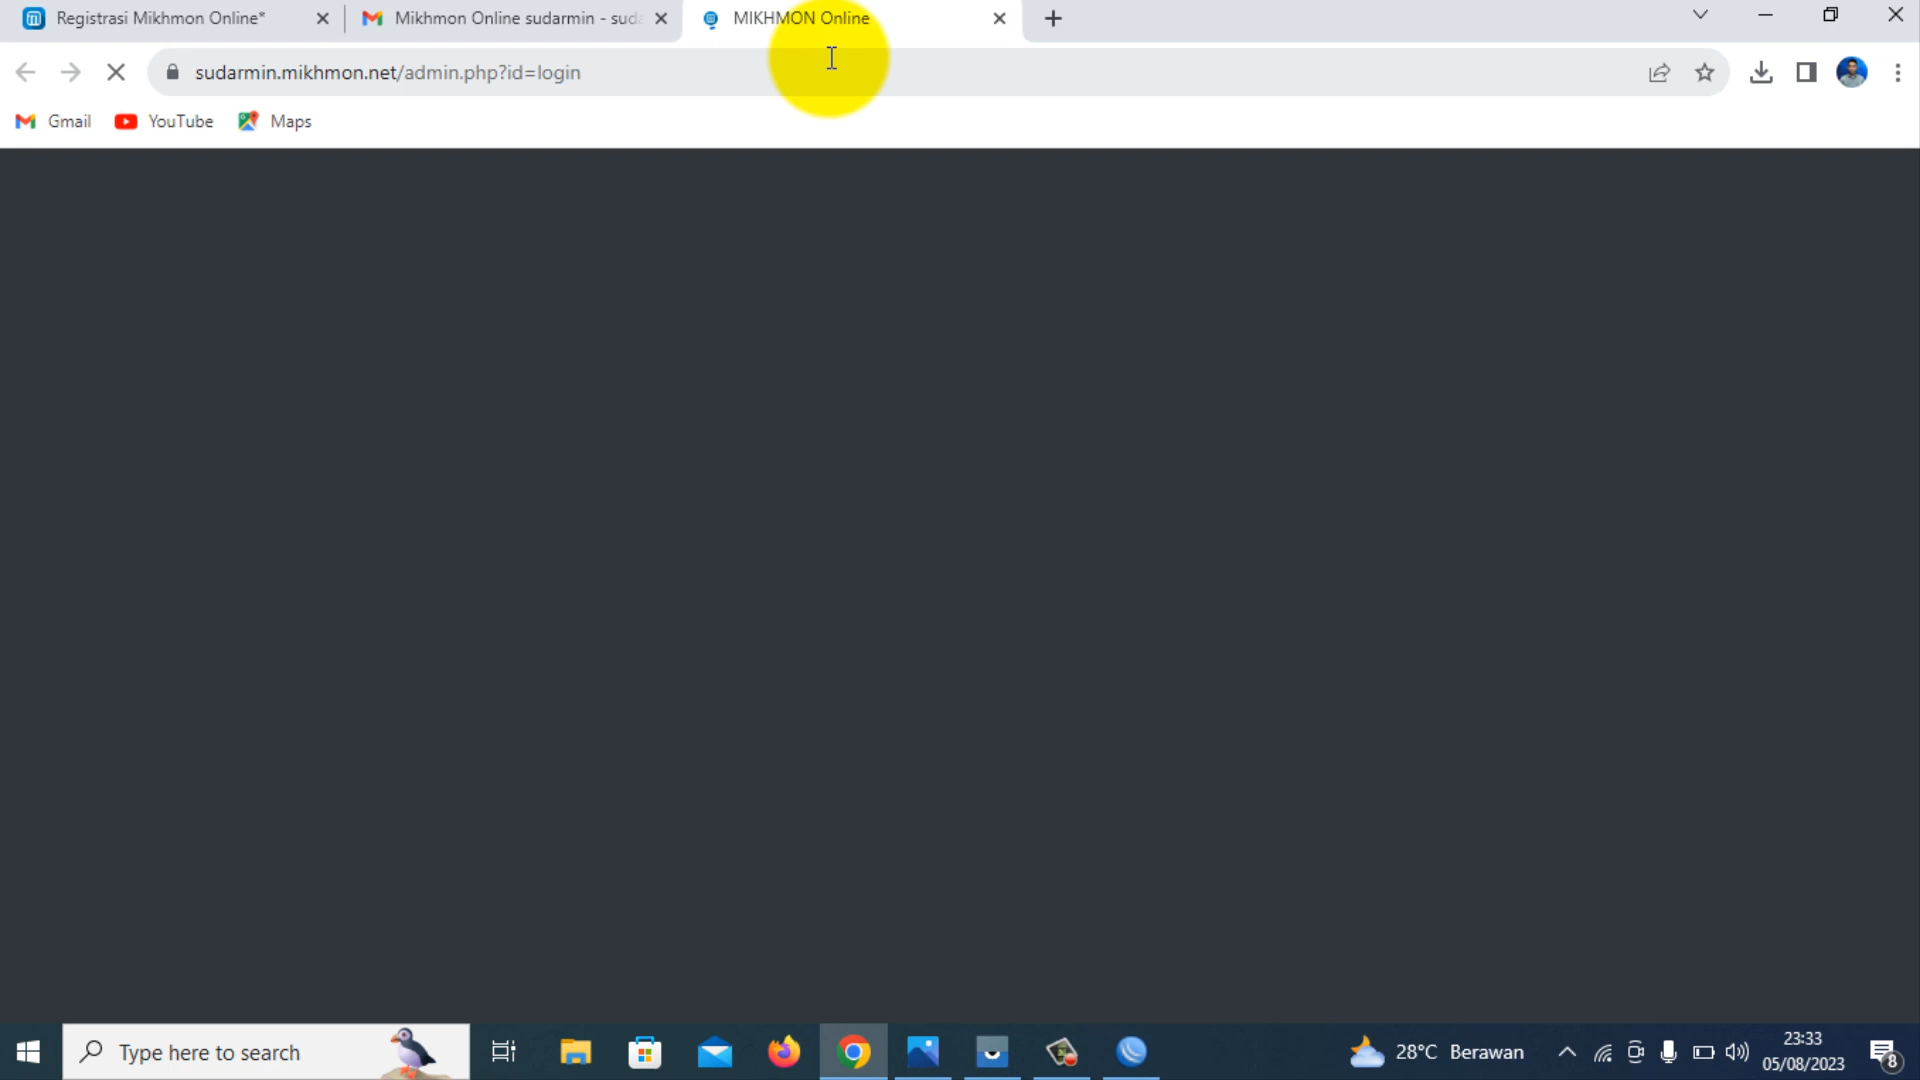 Registrasi Mikhmon Online*
Mikhmon Online sudarmin - sud
MIKHMON Online
sudarmin.mikhmon.net/admin.php?id=login
Gmail
YouTube
Maps
Type here to search
28°C Berawan
23:33
05/08/2023
8